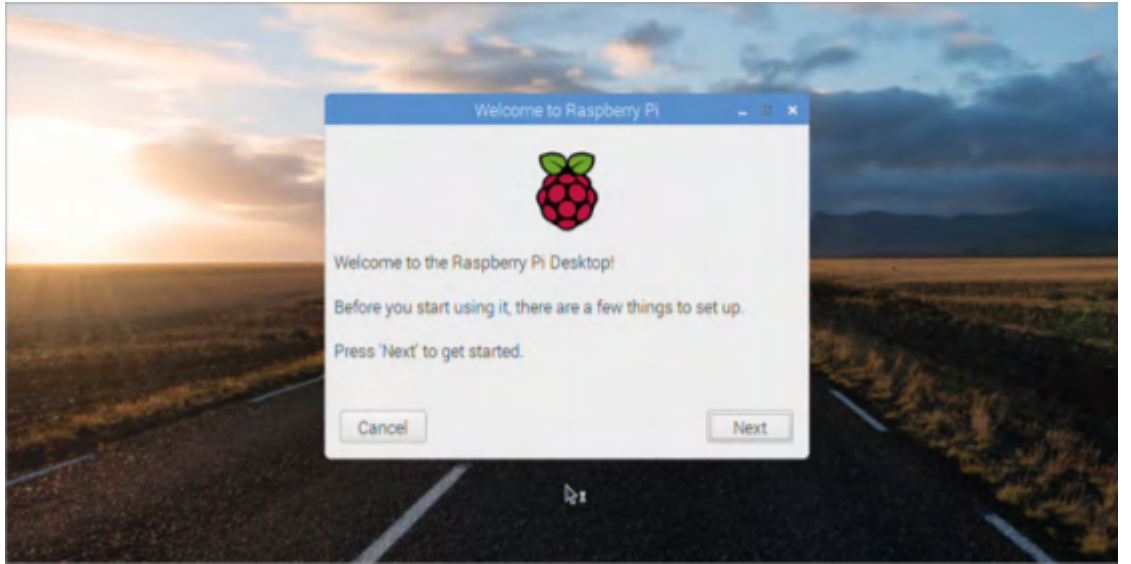 Welcome to Raspberry Pi
Welcome to the Raspberry Pi Desktop!
Before you start using it, there are a few things to set up.
Press 'Next' to get started.
Cancel
Next